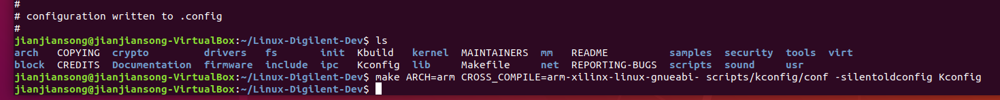 #
# configuration written to .config
#
jianjiansong@jianjiansong-VirtualBox:~/Linux-Digilent-Dev$ ls
arch COPYING crypto drivers fs init Kbuild kernel MAINTAINERS mm README samples security tools virt
block CREDITS Documentation firmware include ipc Kconfig lib Makefile net REPORTING-BUGS scripts sound usr
jianjiansong@jianjiansong-VirtualBox:~/Linux-Digilent-Dev$ make ARCH=arm CROSS_COMPILE=arm-xilinx-linux-gnueabi- scripts/kconfig/conf -silentoldconfig Kconfig
jianjiansong@jianjiansong-VirtualBox:~/Linux-Digilent-Dev$